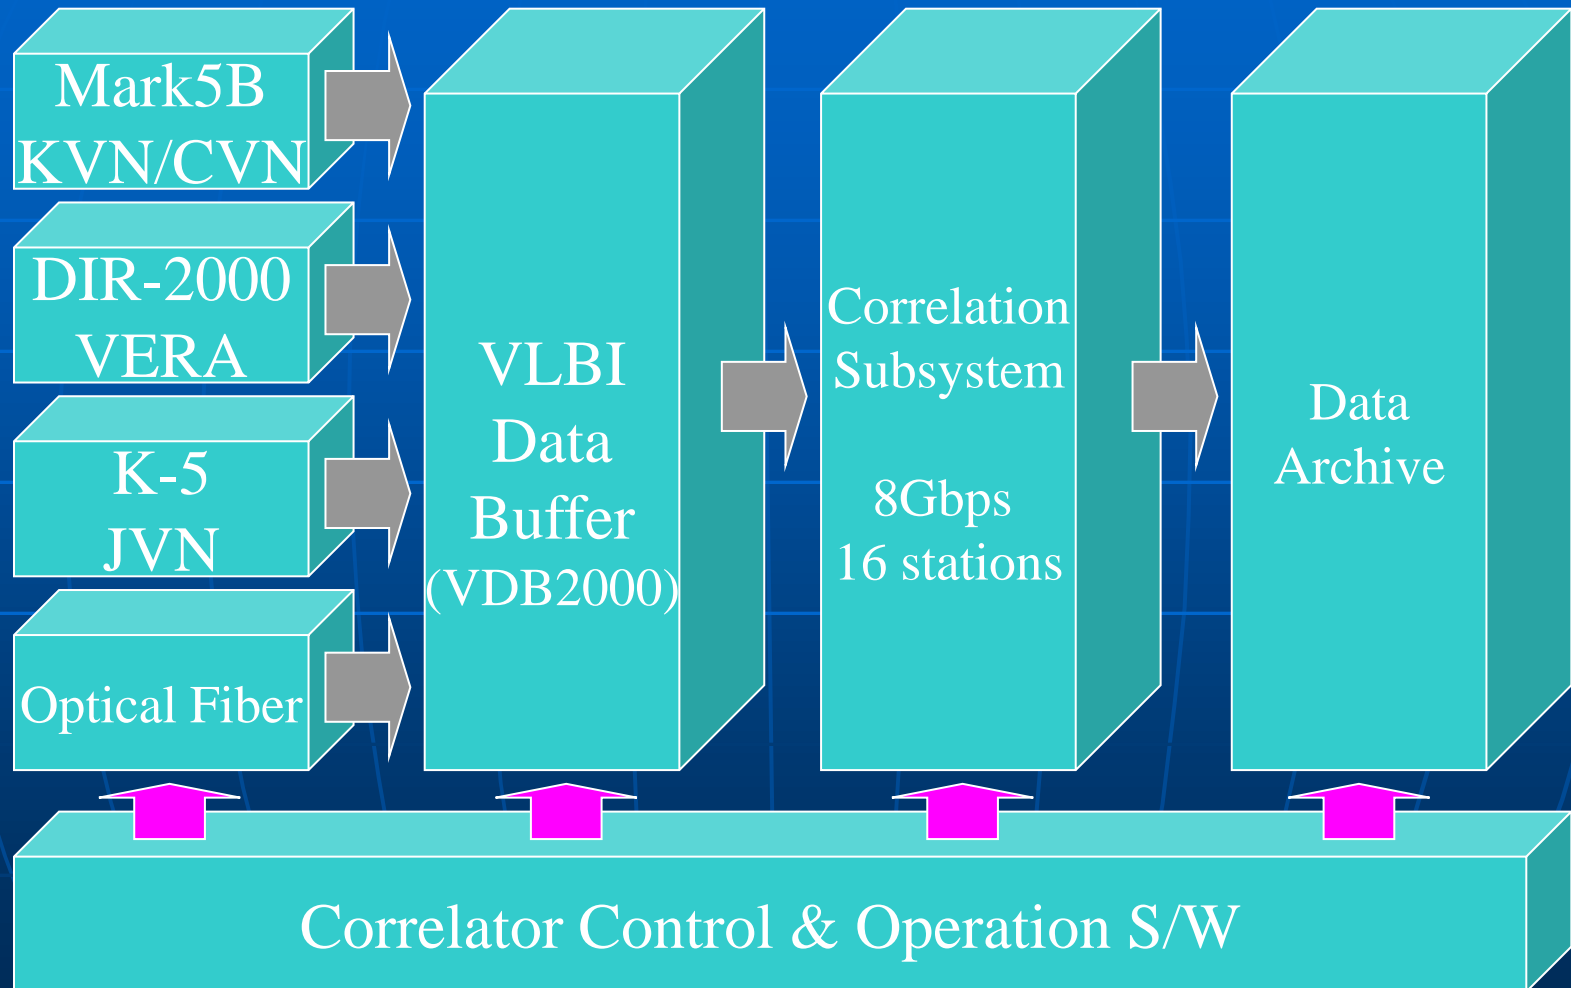 Mark5B
KVN/CVN
DIR-2000
VERA
K-5
JVN
Optical Fiber
VLBI
Data
Buffer
(VDB2000)
Correlation
Subsystem
8Gbps
16 stations
Data
Archive
Correlator Control & Operation S/W